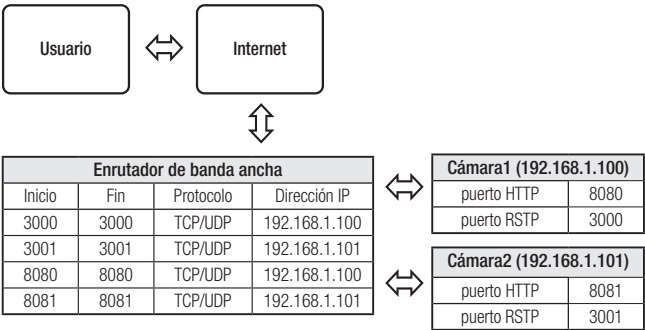 Usuario
Internet
Enrutador de banda ancha
Inicio Fin Protocolo Dirección IP
3000 3000 TCP/UDP 192.168.1.100
3001 3001 TCP/UDP 192.168.1.101
8080 8080 TCP/UDP 192.168.1.100
8081 8081 TCP/UDP 192.168.1.101
Cámara1 (192.168.1.100)
puerto HTTP 8080
puerto RSTP 3000
Cámara2 (192.168.1.101)
puerto HTTP 8081
puerto RSTP 3001